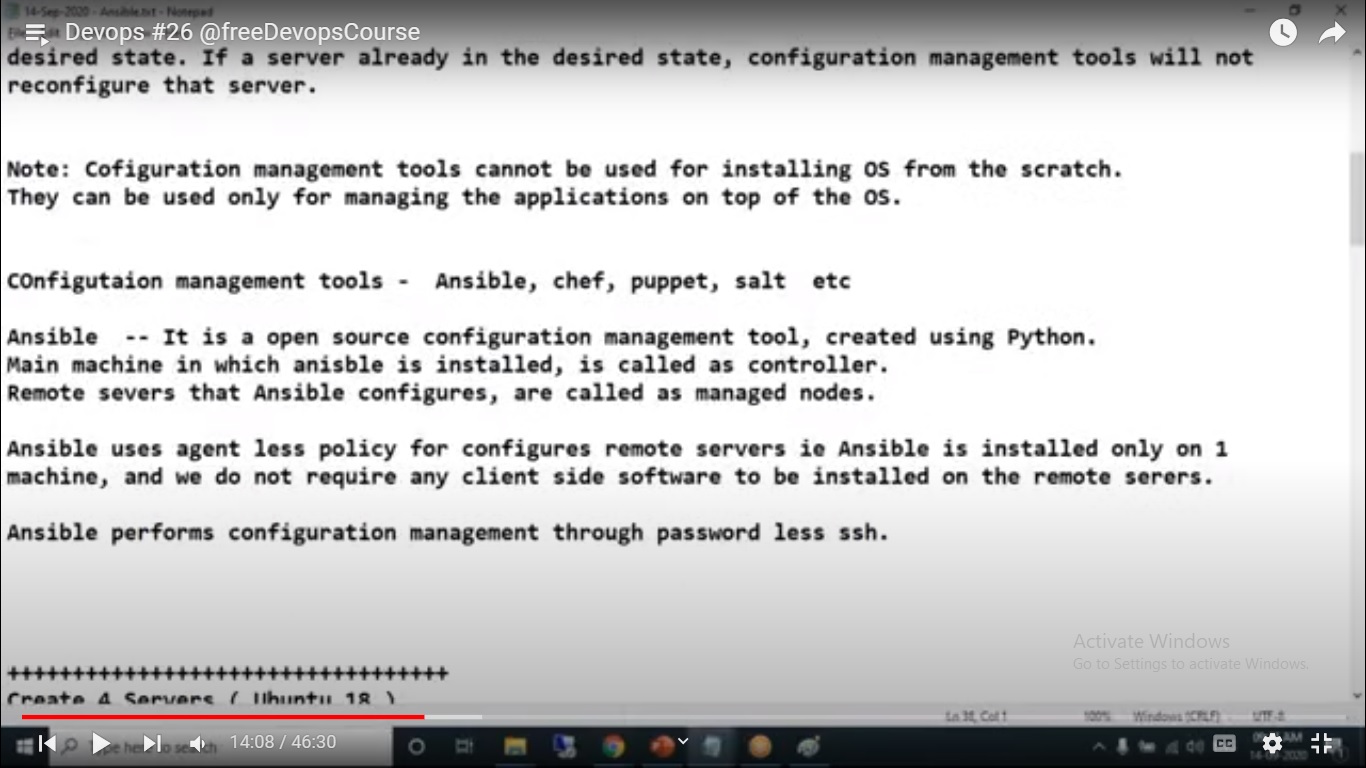 14-Sep-2020 - Ansible.txt - Notepad
Devops #26 @freeDevopsCourse
desired state. If a server already in the desired state, configuration management tools will not
reconfigure that server.
Note: Cofiguration management tools cannot be used for installing OS from the scratch.
They can be used only for managing the applications on top of the OS.
COnfigutaion management tools -  Ansible, chef, puppet, salt  etc
Ansible  -- It is a open source configuration management tool, created using Python.
Main machine in which anisble is installed, is called as controller.
Remote severs that Ansible configures, are called as managed nodes.
Ansible uses agent less policy for configures remote servers ie Ansible is installed only on 1
machine, and we do not require any client side software to be installed on the remote serers.
Ansible performs configuration management through password less ssh.
Activate Windows
Go to Settings to activate Windows.
++++++++++++++++++++++++++++++++++
Create 4 Servers ( Ubuntu 18 )
Ln 38, Col 1 100% Windows (CRLF) UTF-8
14:08 / 46:30
CC
AM
14-09-2020